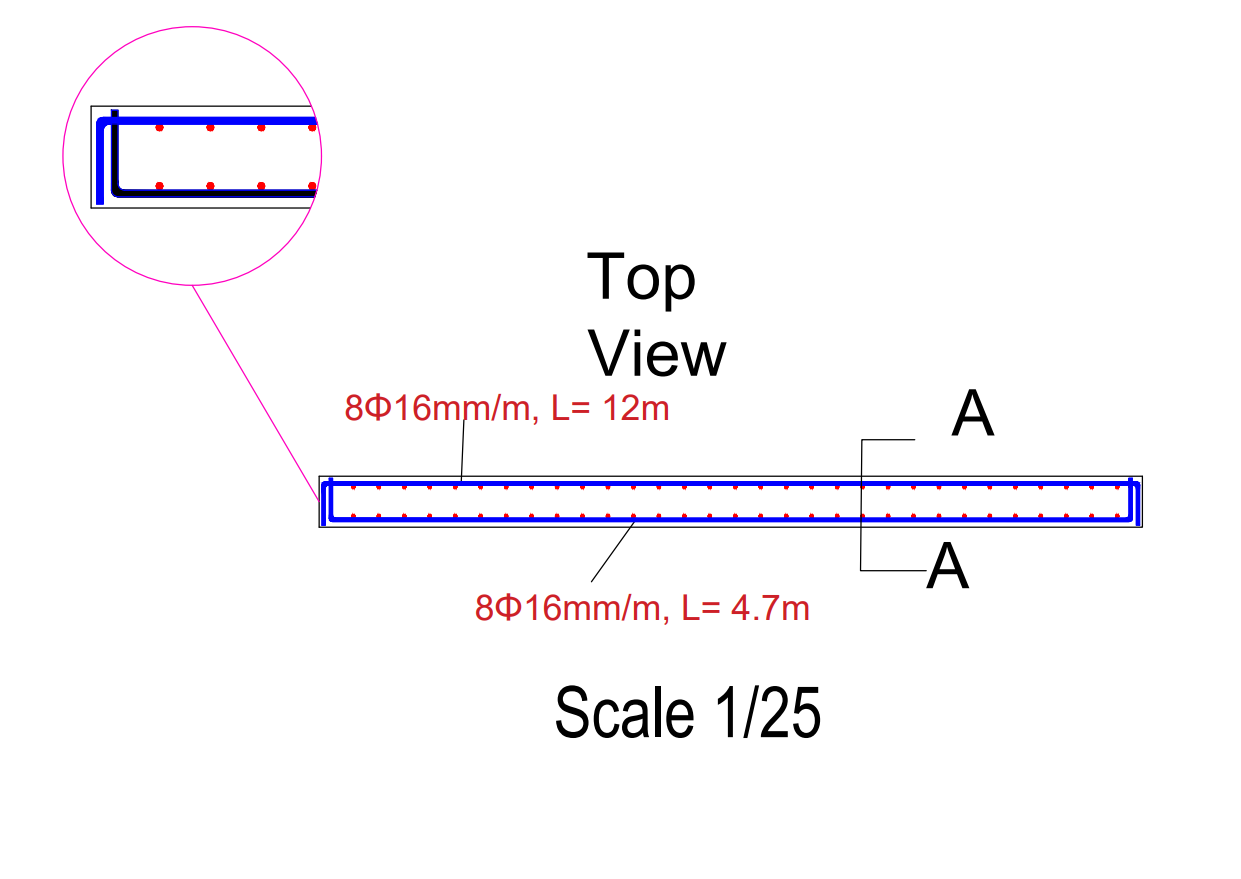 Top
View
8Φ16mm/m, L= 12m
A
A
8Φ16mm/m, L= 4.7m
Scale 1/25